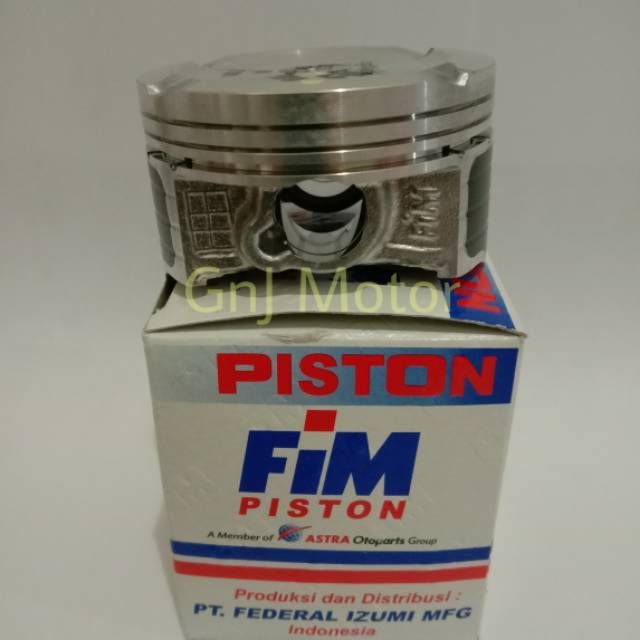 FiM
GnJ Motor
PISTON
FiM
PISTON
A Member of ASTRA Otoparts Group
Produksi dan Distribusi :
PT. FEDERAL IZUMI MFG
Indonesia